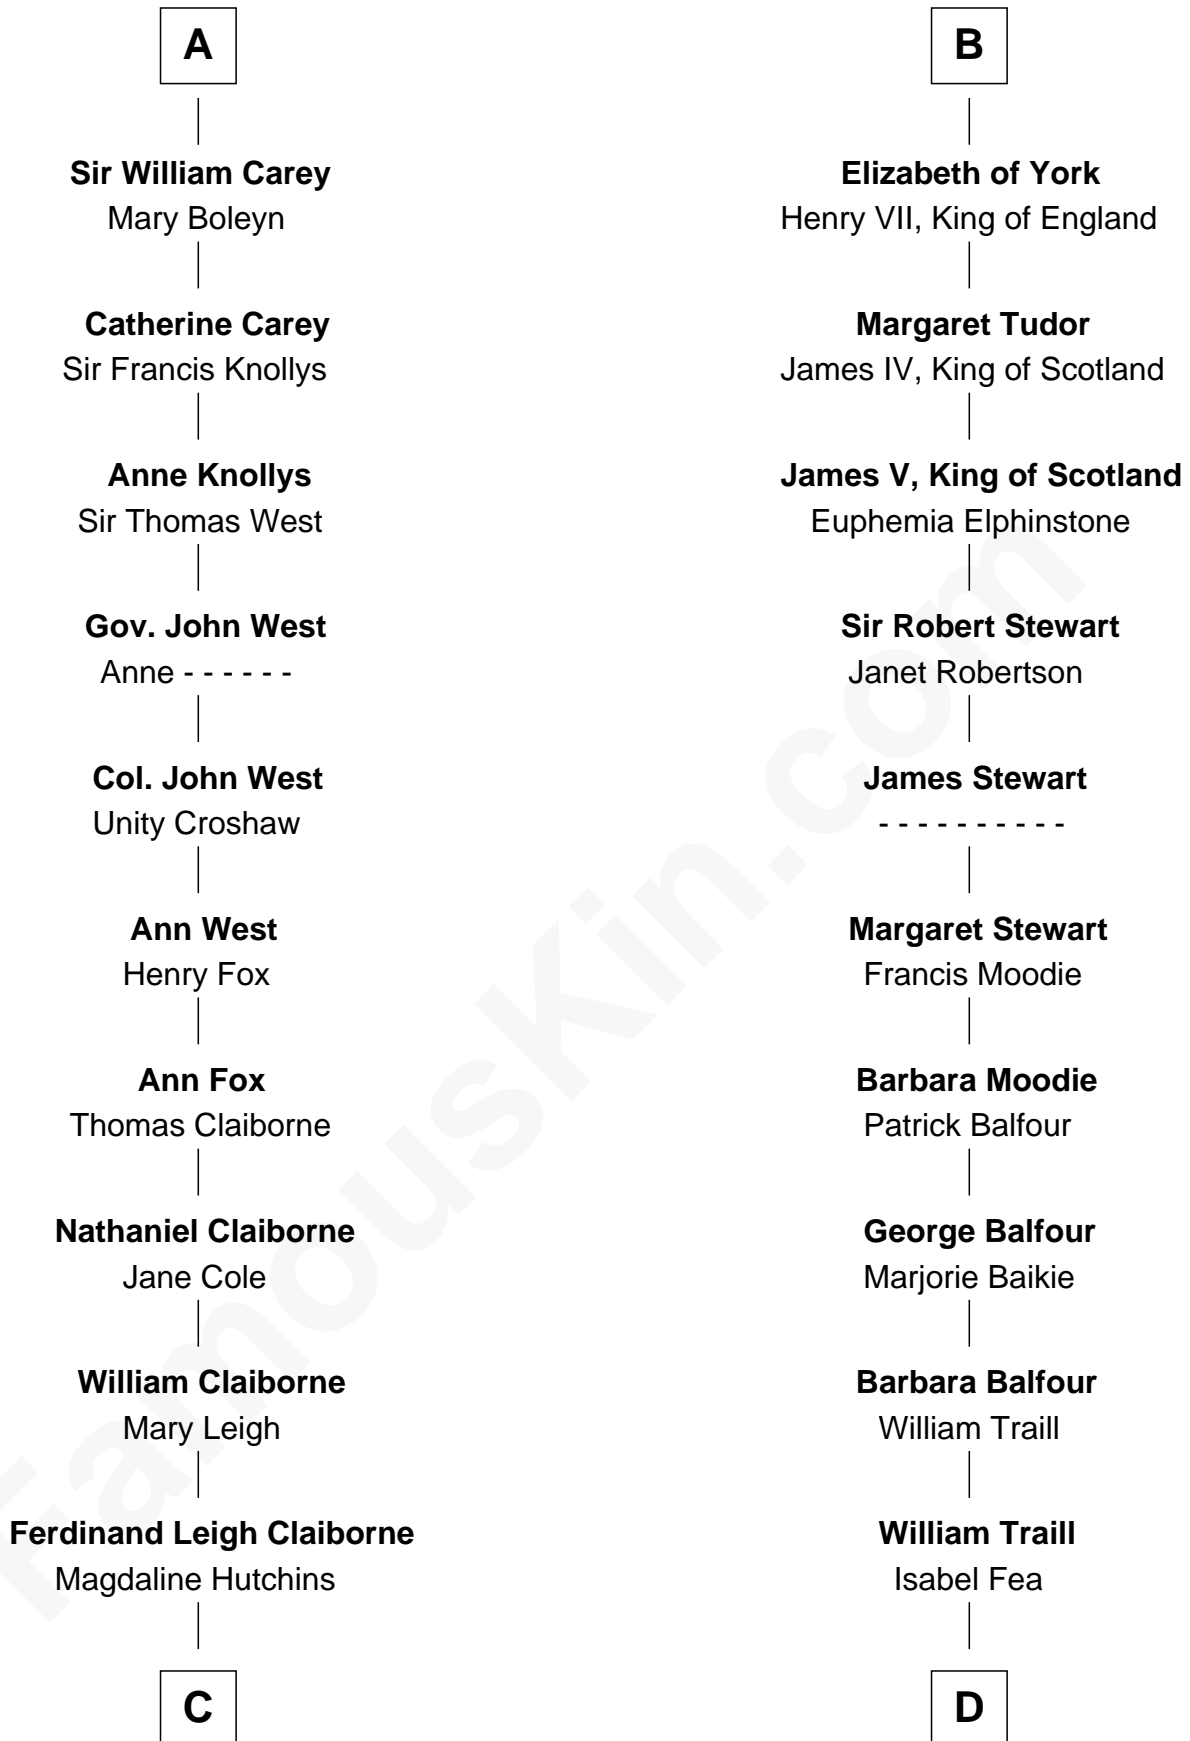 A
Sir William Carey
Mary Boleyn
Catherine Carey
Sir Francis Knollys
Anne Knollys
Sir Thomas West
Gov. John West
Anne - - - - - -
Col. John West
Unity Croshaw
Ann West
Henry Fox
Ann Fox
Thomas Claiborne
Nathaniel Claiborne
Jane Cole
William Claiborne
Mary Leigh
Ferdinand Leigh Claiborne
Magdaline Hutchins
C
B
Elizabeth of York
Henry VII, King of England
Margaret Tudor
James IV, King of Scotland
James V, King of Scotland
Euphemia Elphinstone
Sir Robert Stewart
Janet Robertson
James Stewart
- - - - - - - - - -
Margaret Stewart
Francis Moodie
Barbara Moodie
Patrick Balfour
George Balfour
Marjorie Baikie
Barbara Balfour
William Traill
William Traill
Isabel Fea
D
FamousKin.com